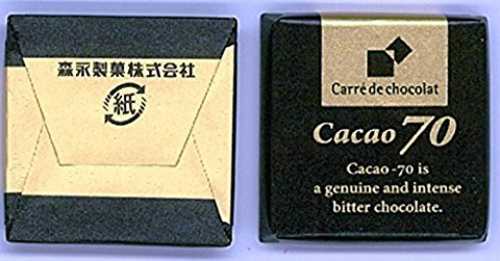 森永製菓株式会社
紙
Carré de chocolat
Cacao 70
Cacao-70 is
a genuine and intense
bitter chocolate.